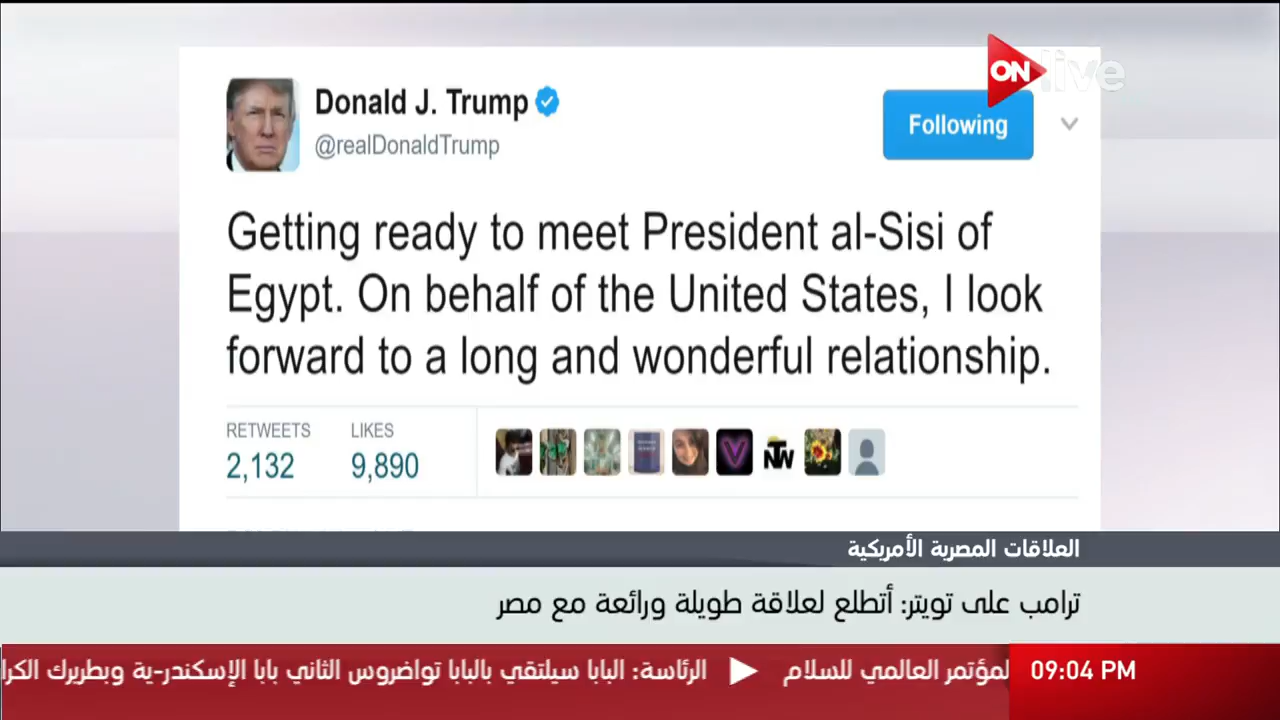 ON live
Donald J. Trump
@realDonaldTrump
Following
Getting ready to meet President al-Sisi of
Egypt. On behalf of the United States, I look
forward to a long and wonderful relationship.
RETWEETS LIKES
2,132 9,890
NTW
العلاقات المصرية الأمريكية
ترامب على تويتر: أتطلع لعلاقة طويلة ورائعة مع مصر
لمؤتمر العالمي للسلام ◀ الرئاسة: البابا سيلتقي بالبابا تواضروس الثاني بابا الإسكندر-ية وبطريرك الكرا
09:04 PM